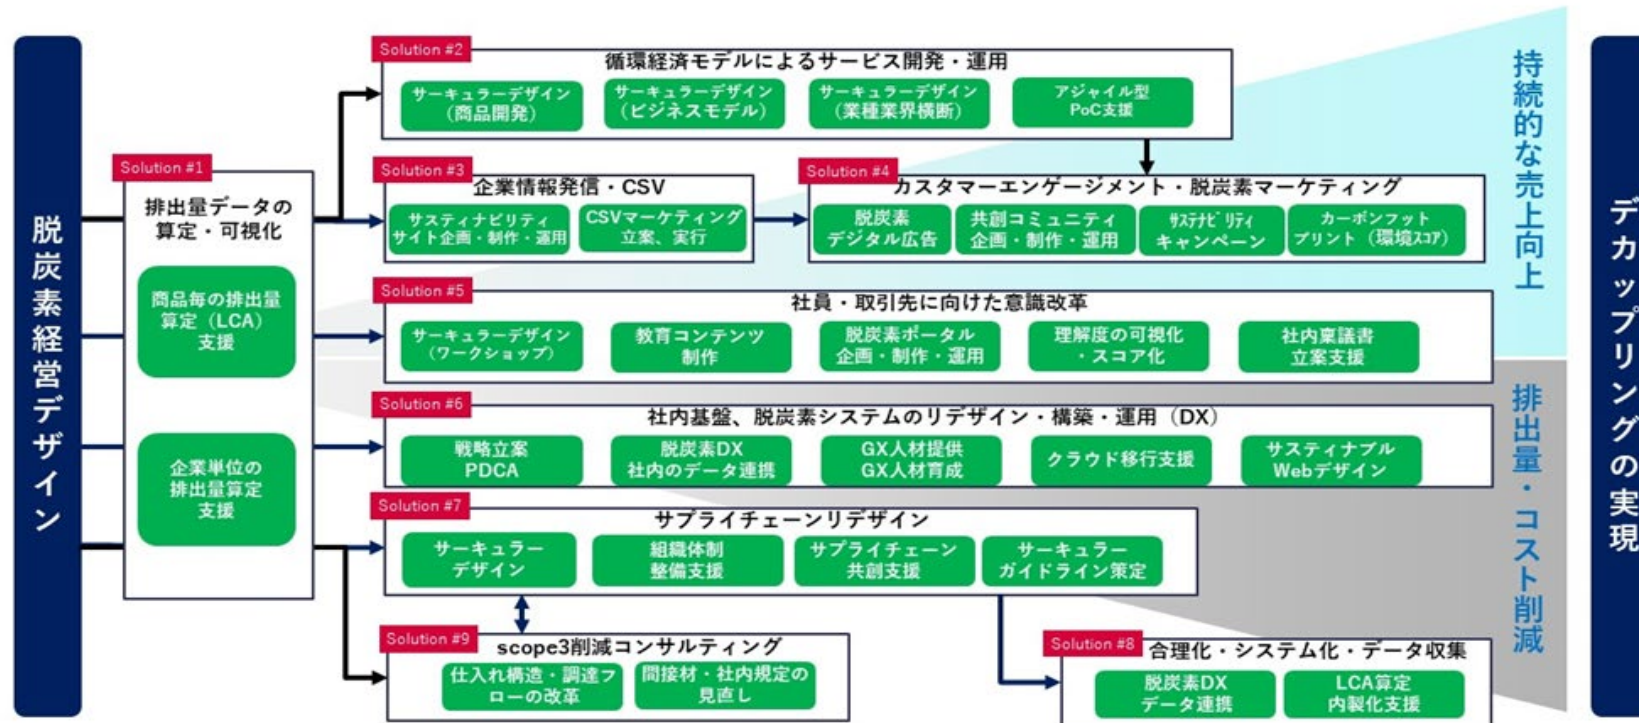 脱炭素経営デザイン
Solution #1
排出量データの
算定・可視化
商品毎の排出量
算定（LCA）
支援
企業単位の
排出量算定
支援
Solution #2
循環経済モデルによるサービス開発・運用
サーキュラーデザイン
（商品開発）
サーキュラーデザイン
（ビジネスモデル）
サーキュラーデザイン
（業種業界横断）
アジャイル型
PoC支援
Solution #3
企業情報発信・CSV
サスティナビリティ
サイト企画・制作・運用
CSVマーケティング
立案、実行
Solution #4
カスタマーエンゲージメント・脱炭素マーケティング
脱炭素
デジタル広告
共創コミュニティ
企画・制作・運用
ｻｽﾃﾅﾋﾞﾘﾃｨ
キャンペーン
カーボンフット
プリント（環境ｽｺｱ）
Solution #5
社員・取引先に向けた意識改革
サーキュラーデザイン
（ワークショップ）
教育コンテンツ
制作
脱炭素ポータル
企画・制作・運用
理解度の可視化
・スコア化
社内稟議書
立案支援
Solution #6
社内基盤、脱炭素システムのリデザイン・構築・運用（DX）
戦略立案
PDCA
脱炭素DX
社内のデータ連携
GX人材提供
GX人材育成
クラウド移行支援
サスティナブル
Webデザイン
Solution #7
サプライチェーンリデザイン
サーキュラー
デザイン
組織体制
整備支援
サプライチェーン
共創支援
サーキュラー
ガイドライン策定
Solution #9
scope3削減コンサルティング
仕入れ構造・調達フ
ローの改革
間接材・社内規定の
見直し
Solution #8
合理化・システム化・データ収集
脱炭素DX
データ連携
LCA算定
内製化支援
持続的な売上向上
排出量・コスト削減
デカップリングの実現